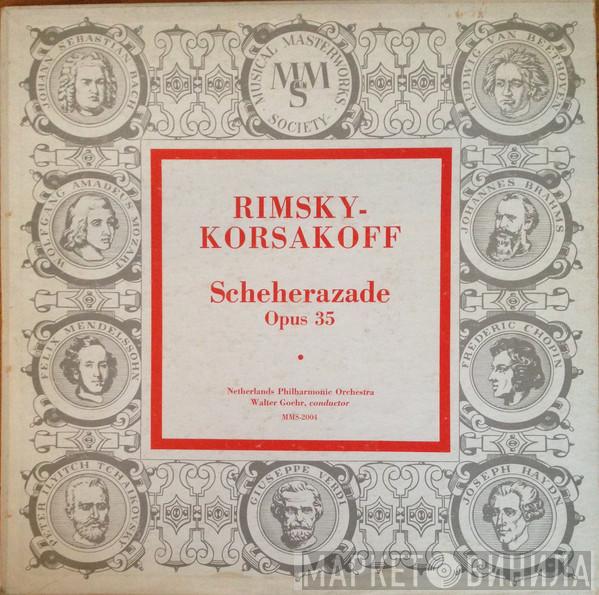 JOHANN SEBASTIAN BACH
MUSICAL MASTERWORKS
SOCIETY
MMS
LUDWIG VAN BEETHOVEN
WOLFGANG AMADEUS MOZART
JOHANNES BRAHMS
RIMSKY-
KORSAKOFF
Scheherazade
Opus 35
Netherlands Philharmonic Orchestra
Walter Goehr, conductor
MMS-2004
FELIX MENDELSSOHN
FREDERIC CHOPIN
PETER ILYITCH TCHAIKOVSKY
GIUSEPPE VERDI
JOSEPH HAYDN
МАРКЕТ ВИНИЛА